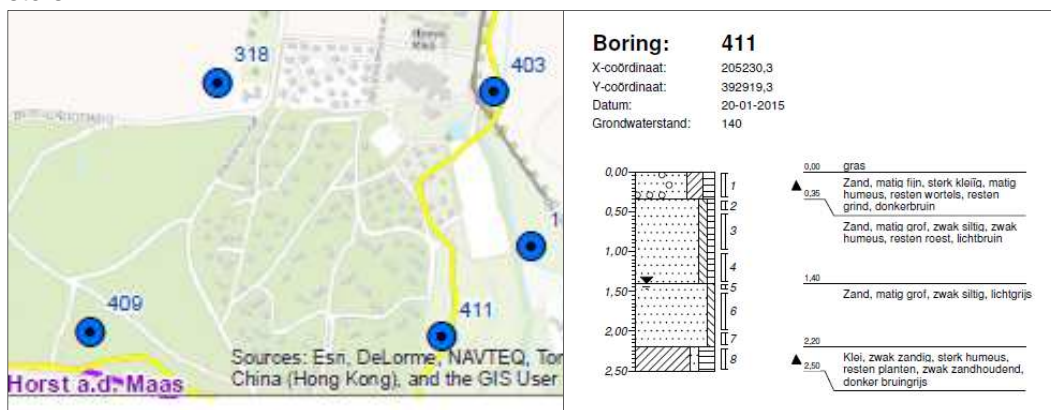 318
403
409
411
Horst a.d. Maas
Sources: Esri, DeLorme, NAVTEQ, Tom
China (Hong Kong), and the GIS User
Boring: 411
X-coördinaat: 205230,3
Y-coördinaat: 392919,3
Datum: 20-01-2015
Grondwaterstand: 140
0,00
0,50
1,00
1,50
2,00
2,50
1
2
3
4
5
6
7
8
0,00 gras
Zand, matig fijn, sterk kleiïg, matig
0,35 humeus, resten wortels, resten
grind, donkerbruin
Zand, matig grof, zwak siltig, zwak
humeus, resten roest, lichtbruin
1,40
Zand, matig grof, zwak siltig, lichtgrijs
2,20
Klei, zwak zandig, sterk humeus,
2,50 resten planten, zwak zandhoudend,
donker bruingrijs